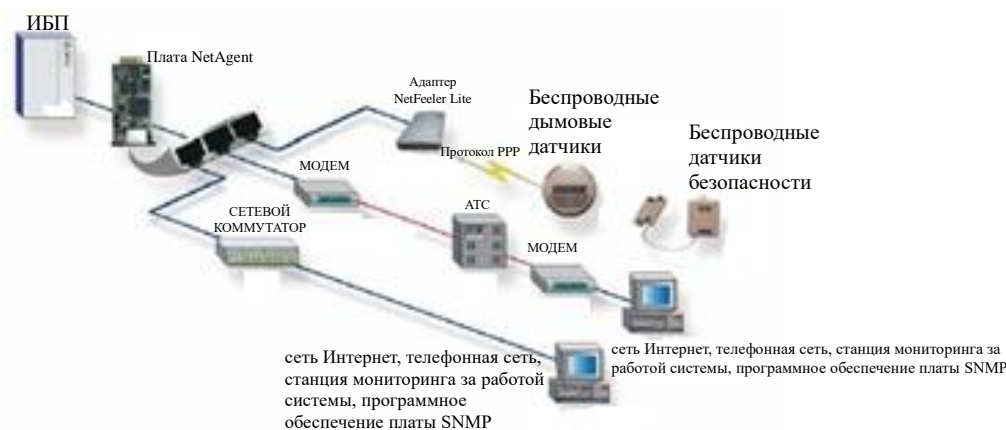 ИБП
Плата NetAgent
Адаптер
NetFeeler Lite
Беспроводные
дымовые
датчики
Беспроводные
датчики
безопасности
Протокол PPP
МОДЕМ
СЕТЕВОЙ
КОММУТАТОР
АТС
МОДЕМ
сеть Интернет, телефонная сеть,
станция мониторинга за работой
системы, программное
обеспечение платы SNMP
сеть Интернет, телефонная сеть, станция мониторинга за
работой системы, программное обеспечение платы SNMP